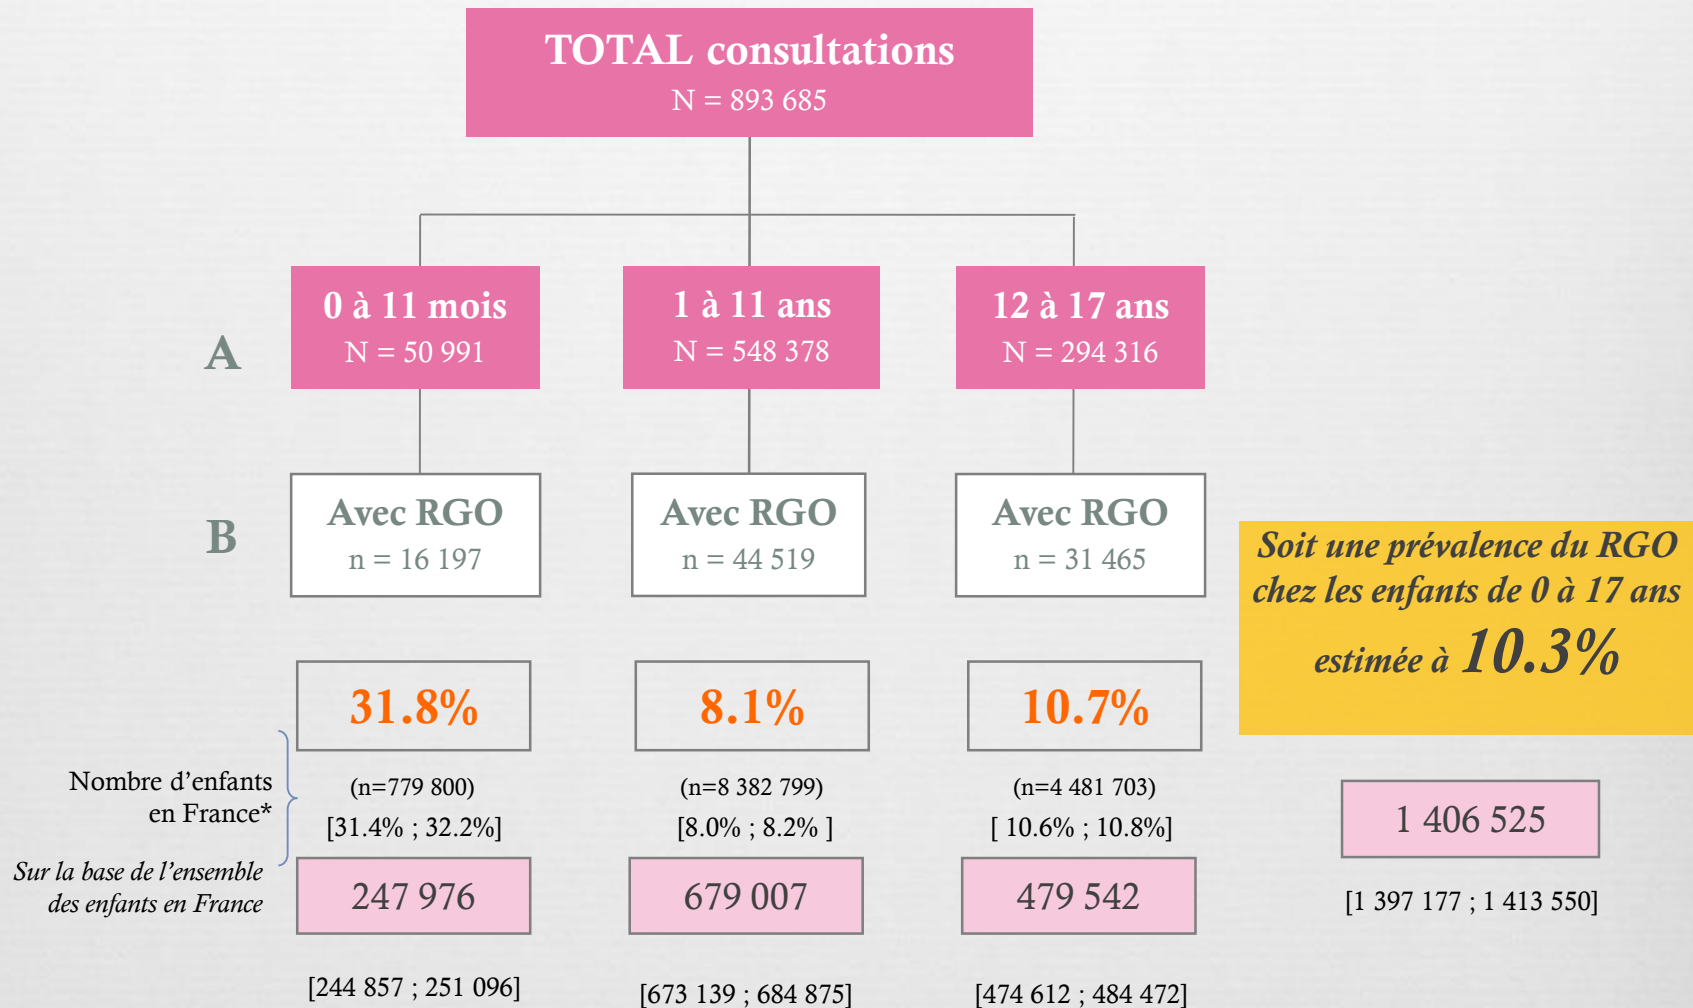 TOTAL consultations
N = 893 685
A
0 à 11 mois
N = 50 991
1 à 11 ans
N = 548 378
12 à 17 ans
N = 294 316
B
Avec RGO
n = 16 197
Avec RGO
n = 44 519
Avec RGO
n = 31 465
Soit une prévalence du RGO
chez les enfants de 0 à 17 ans
estimée à 10.3%
31.8%
8.1%
10.7%
Nombre d’enfants
en France*
(n=779 800)
[31.4% ; 32.2%]
(n=8 382 799)
[8.0% ; 8.2% ]
(n=4 481 703)
[ 10.6% ; 10.8%]
1 406 525
[1 397 177 ; 1 413 550]
Sur la base de l’ensemble
des enfants en France
247 976
679 007
479 542
[244 857 ; 251 096]
[673 139 ; 684 875]
[474 612 ; 484 472]